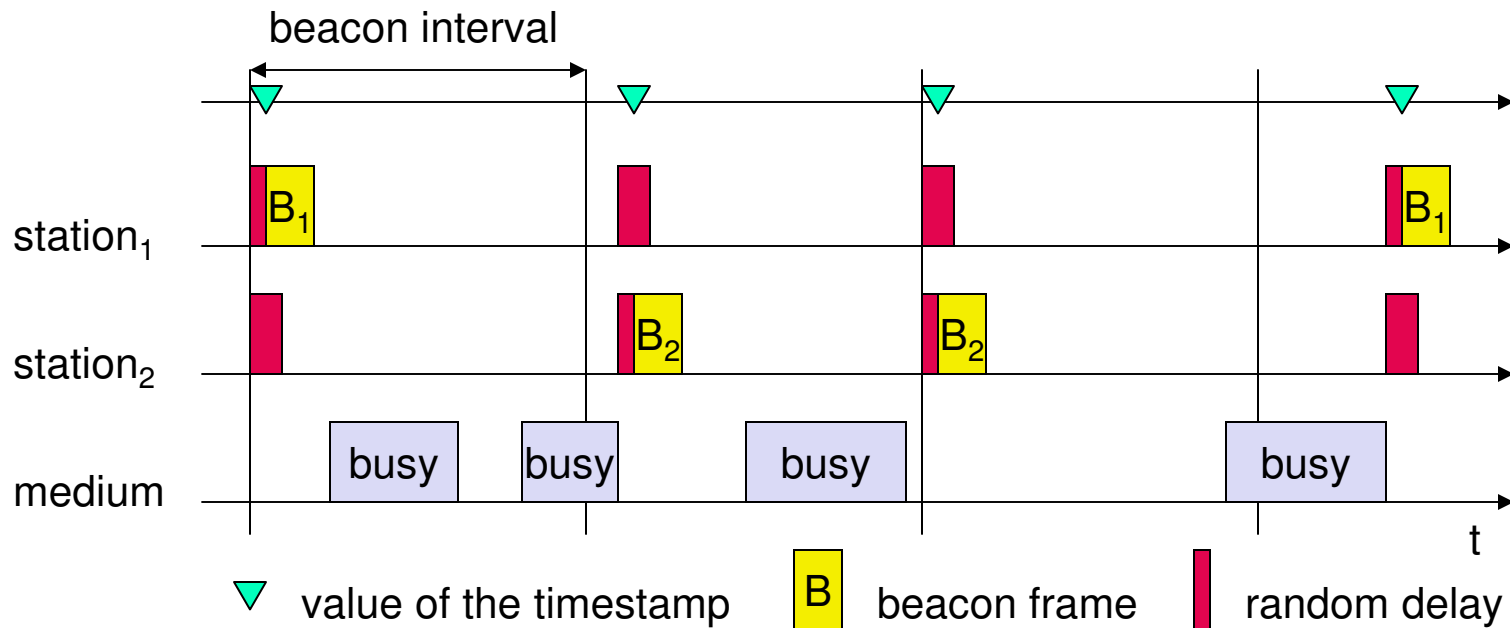 beacon interval
B₁ B₁
station₁
B₂ B₂
station₂
busy busy busy busy
medium
t
value of the timestamp B beacon frame random delay